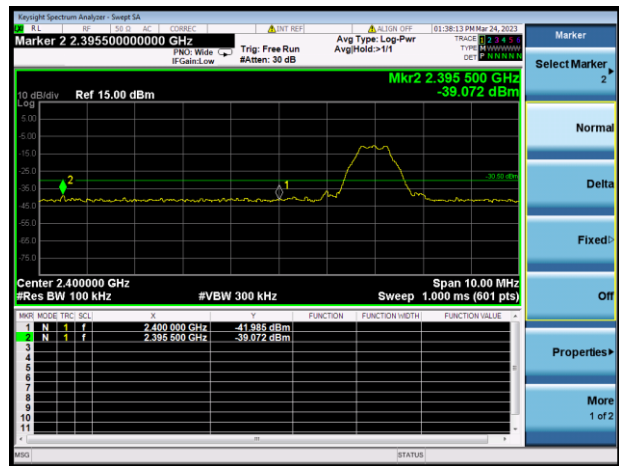 Keysight Spectrum Analyzer - Swept SA
RL RF 50 Ω AC CORREC INT REF ALIGN OFF 01:38:13 PM Mar 24, 2023
Marker 2 2.395500000000 GHz
PNO: Wide
IFGain:Low
Trig: Free Run
#Atten: 30 dB
Avg Type: Log-Pwr
Avg|Hold:>1/1
TRACE 1 2 3 4 5 6
TYPE M W W W W W
DET P N N N N N
Marker
Select Marker
2
Normal
Delta
Fixed
Off
Properties
More
1 of 2
Mkr2 2.395 500 GHz
-39.072 dBm
10 dB/div Ref 15.00 dBm
Log
5.00
-5.00
-15.0
-25.0
-35.0
-45.0
-55.0
-65.0
-75.0
-30.50 dBm
2
1
Center 2.400000 GHz Span 10.00 MHz
#Res BW 100 kHz #VBW 300 kHz Sweep 1.000 ms (601 pts)
MKR MODE TRC SCL X Y FUNCTION FUNCTION WIDTH FUNCTION VALUE
1 N 1 f 2.400 000 GHz -41.985 dBm
2 N 1 f 2.395 500 GHz -39.072 dBm
3
4
5
6
7
8
9
10
11
MSG STATUS